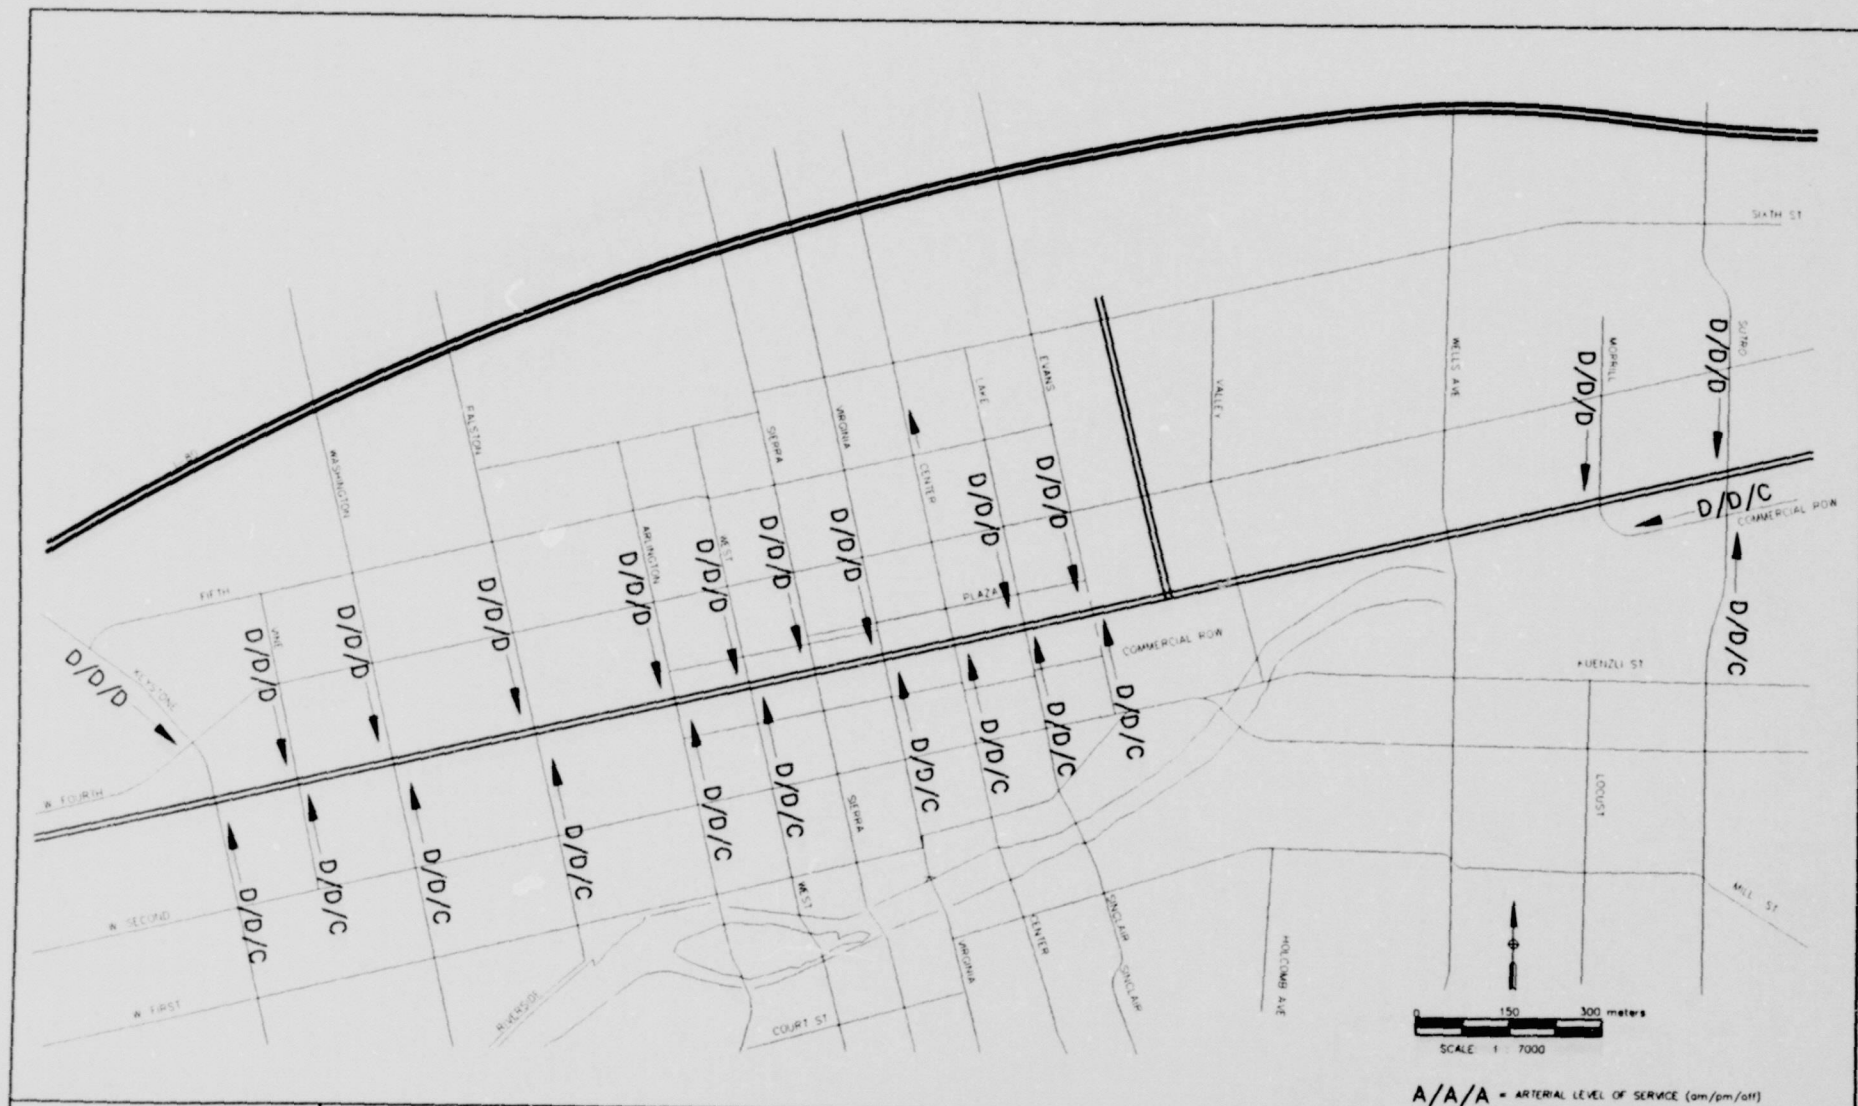 SIXTH ST
SUTRO
D/D/D
MORRILL
D/D/D
WELLS AVE
VALLEY
EVANS
LAKE
VIRGINIA
SIERRA
RALSTON
WASHINGTON
CENTER
D/D/D
D/D/D
D/D/C
COMMERCIAL ROW
ARLINGTON
WEST
D/D/D
D/D/D
D/D/D
D/D/D
D/D/D
D/D/D
FIFTH
VINE
D/D/D
D/D/D
KEYSTONE
PLAZA
COMMERCIAL ROW
KUENZLI ST
D/D/C
W FOURTH
D/D/C
D/D/C
D/D/C
D/D/C
D/D/C
D/D/C
D/D/C
D/D/C
D/D/C
D/D/C
D/D/C
SIERRA
LOCUST
WEST
MILL ST
W SECOND
SINCLAIR
CENTER
VIRGINIA
SINCLAIR
HOLCOMB AVE
W FIRST
RIVERSIDE
COURT ST
0 150 300 meters
SCALE: 1 : 7000
A/A/A = ARTERIAL LEVEL OF SERVICE (am/pm/off)